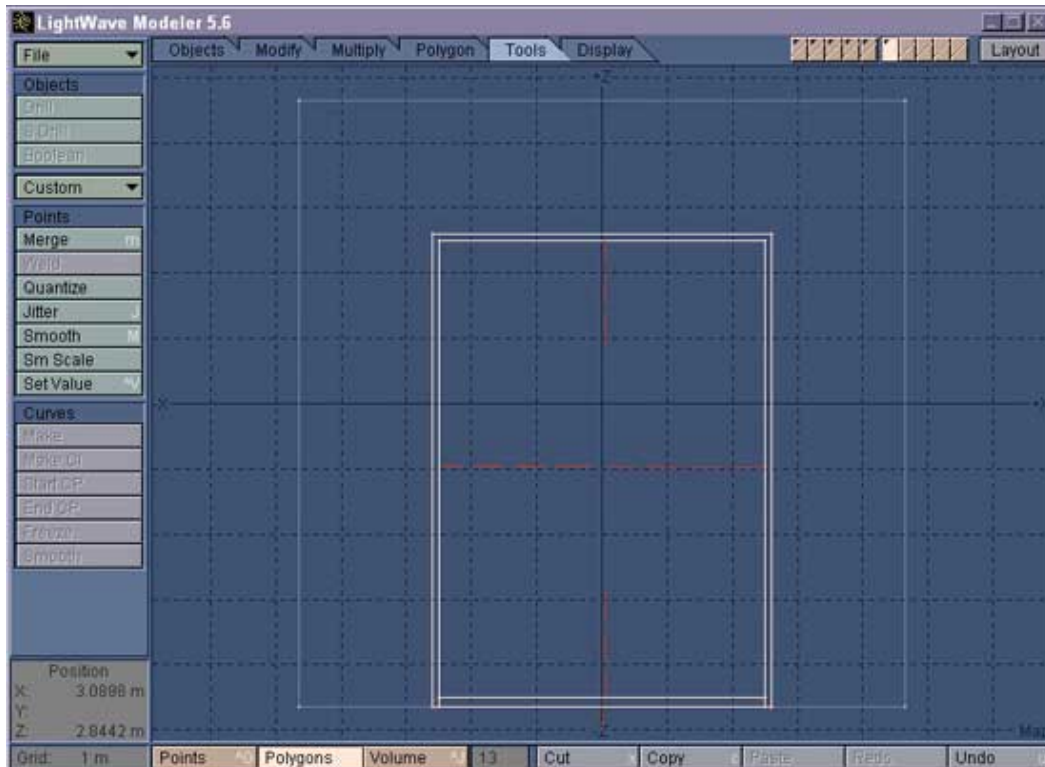 LightWave Modeler 5.6
File
Objects Modify Multiply Polygon Tools Display
Layout
Objects
Drill
S Drill
Boolean
Custom
Points
Merge m
Weld
Quantize
Jitter J
Smooth M
Sm Scale
Set Value ^V
Curves
Make
Make Cl
Start CP
End CP
Freeze
Smooth
+Z
-X
+X
-Z
Position
X: 3.0898 m
Y:
Z: 2.8442 m
Grid: 1 m
Points Polygons Volume 13 Cut Copy Paste Redo Undo